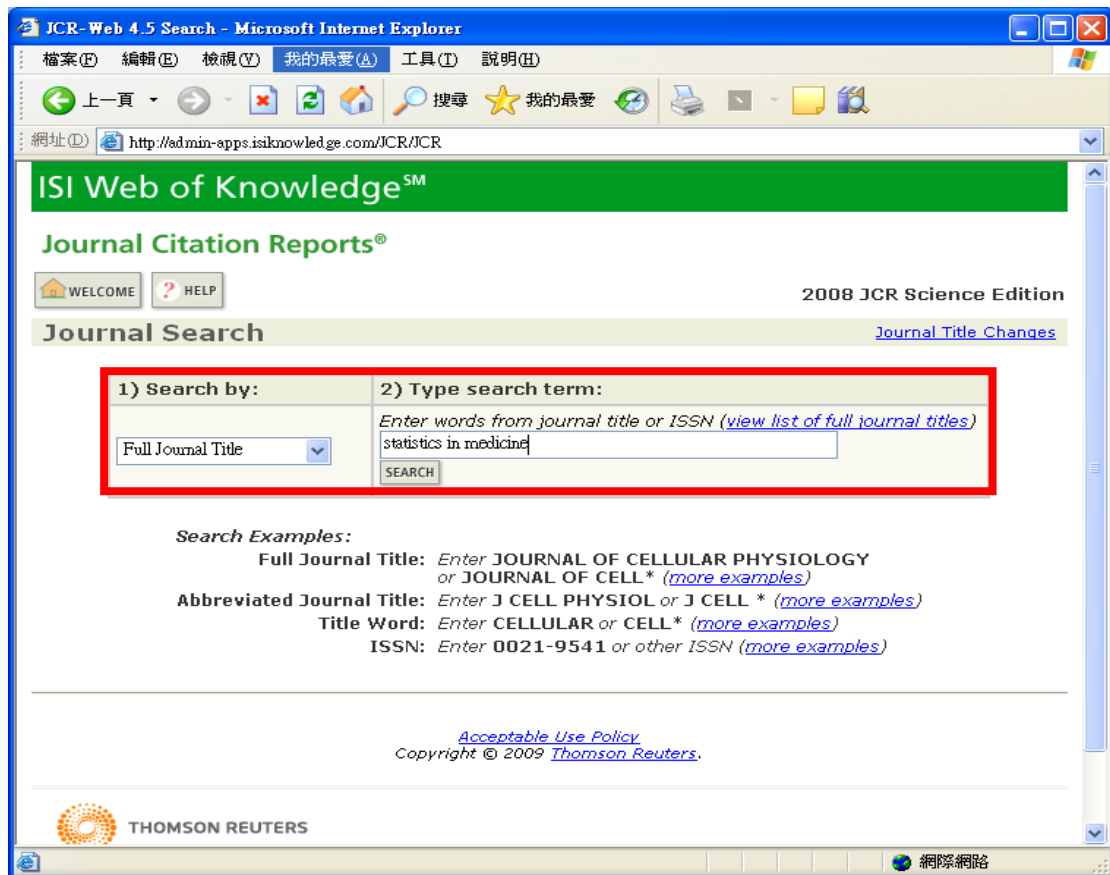 JCR-Web 4.5 Search - Microsoft Internet Explorer
檔案(F) 編輯(E) 檢視(V) 我的最愛(A) 工具(T) 說明(H)
上一頁 搜尋 我的最愛
網址(D) http://admin-apps.isiknowledge.com/JCR/JCR
ISI Web of Knowledge℠
Journal Citation Reports®
WELCOME ? HELP
2008 JCR Science Edition
Journal Search Journal Title Changes
1) Search by: 2) Type search term:
Enter words from journal title or ISSN (view list of full journal titles)
Full Journal Title statistics in medicine
SEARCH
Search Examples:
Full Journal Title: Enter JOURNAL OF CELLULAR PHYSIOLOGY
or JOURNAL OF CELL* (more examples)
Abbreviated Journal Title: Enter J CELL PHYSIOL or J CELL * (more examples)
Title Word: Enter CELLULAR or CELL* (more examples)
ISSN: Enter 0021-9541 or other ISSN (more examples)
Acceptable Use Policy
Copyright © 2009 Thomson Reuters.
THOMSON REUTERS
網際網路